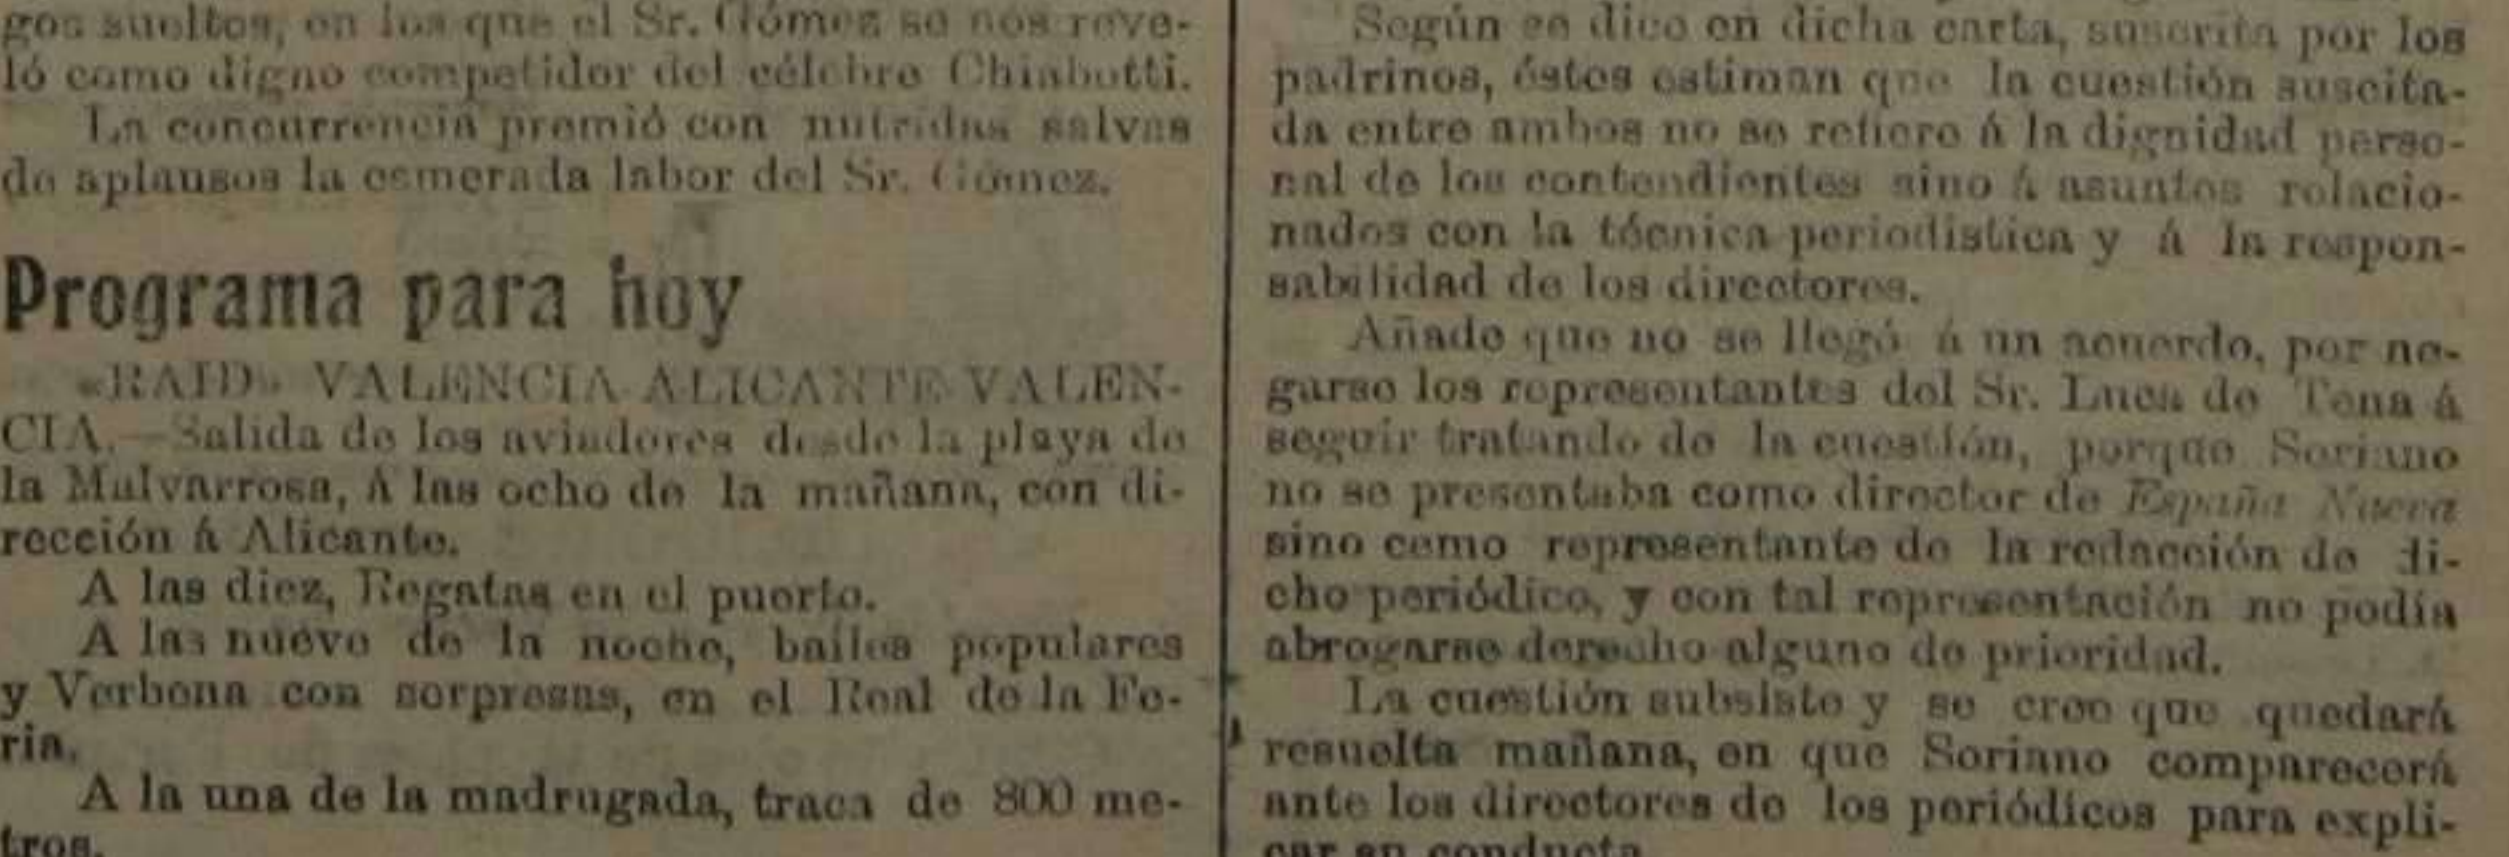 gos sueltos, en los que el Sr. Gómez se nos reve-
ló como digno competidor del célebre Chiabotti.
La concurrencia premió con nutridas salvas
de aplausos la esmerada labor del Sr. Gómez.
Programa para hoy
«RAID» VALENCIA-ALICANTE-VALEN-
CIA.—Salida de los aviadores desde la playa de
la Malvarrosa, á las ocho de la mañana, con di-
rección á Alicante.
A las diez, Regatas en el puerto.
A las nueve de la noche, bailes populares
y Verbena con sorpresas, en el Real de la Fe-
ria.
A la una de la madrugada, traca de 800 me-
tros.
Según se dice en dicha carta, suscrita por los
padrinos, éstos estiman que la cuestión suscita-
da entre ambos no se refiere á la dignidad perso-
nal de los contendientes sino á asuntos relacio-
nados con la técnica periodística y á la respon-
sabilidad de los directores.
Añade que no se llegó á un acuerdo, por ne-
garse los representantes del Sr. Luca de Tena á
seguir tratando de la cuestión, porque Soriano
no se presentaba como director de España Nueva
sino como representante de la redacción de di-
cho periódico, y con tal representación no podía
abrogarse derecho alguno de prioridad.
La cuestión subsiste y se cree que quedará
resuelta mañana, en que Soriano comparecerá
ante los directores de los periódicos para expli-
car su conducta